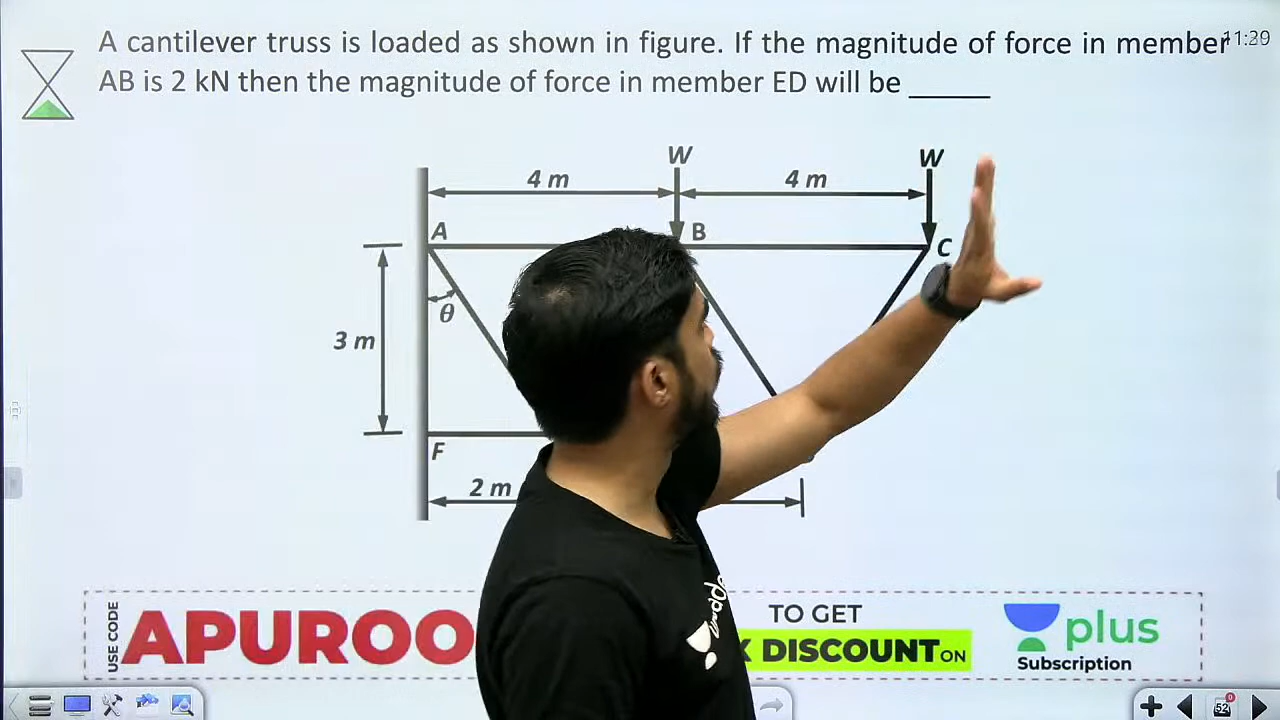 A cantilever truss is loaded as shown in figure. If the magnitude of force in member
11:29
AB is 2 kN then the magnitude of force in member ED will be ______
W
W
4 m
4 m
A
B
C
θ
3 m
F
2 m
USE CODE
APUROO
TO GET
DISCOUNT ON
plus
Subscription
52